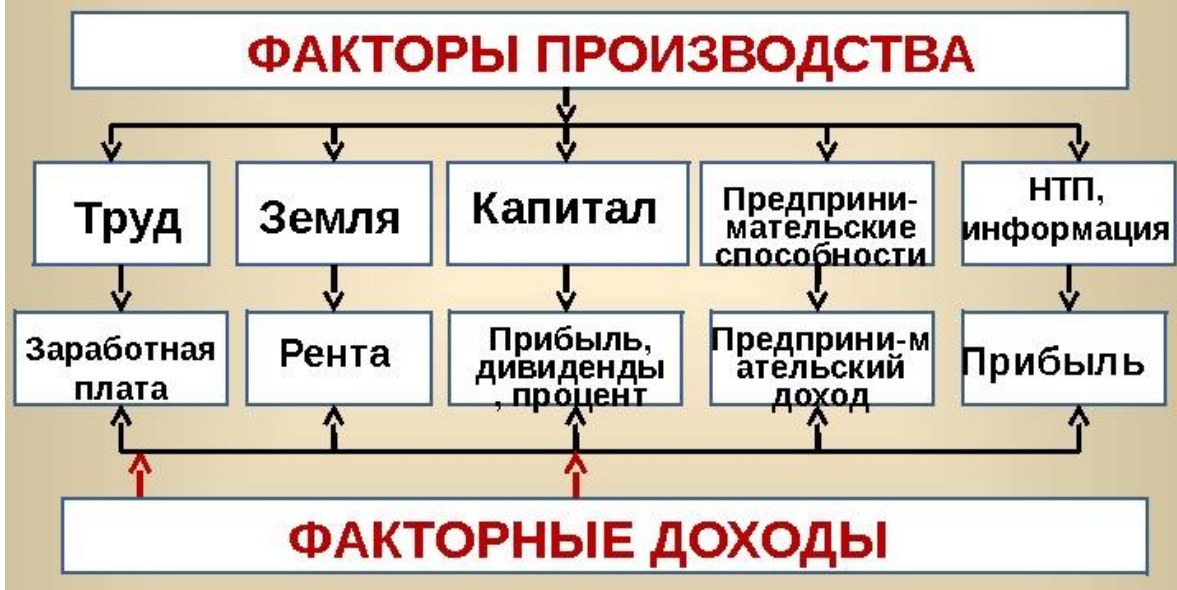 ФАКТОРЫ ПРОИЗВОДСТВА
Труд
Земля
Капитал
Предприни-
мательские
способности
НТП,
информация
Заработная
плата
Рента
Прибыль,
дивиденды
, процент
Предприни-м
ательский
доход
Прибыль
ФАКТОРНЫЕ ДОХОДЫ